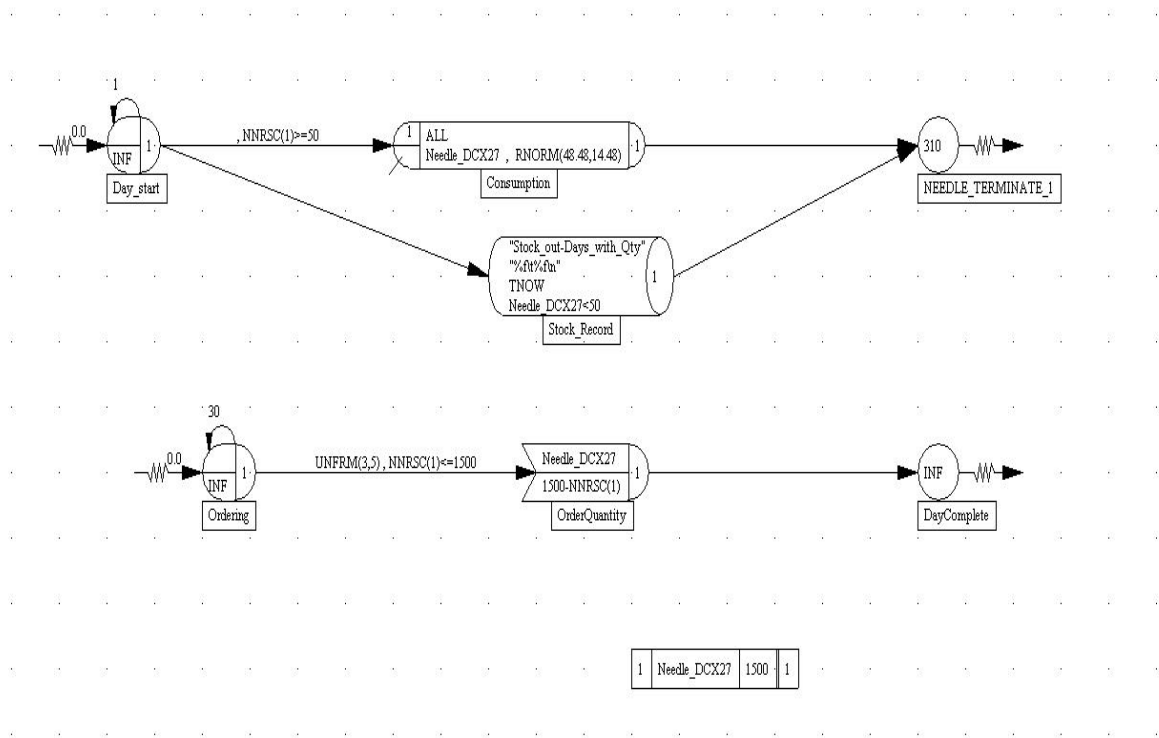 1
0.0
INF
1
Day_start
, NNRSC(1)>=50
1
ALL
Needle_DCX27 , RNORM(48.48,14.48)
1
Consumption
310
NEEDLE_TERMINATE_1
"Stock_out-Days_with_Qty"
"%f\t%f\n"
TNOW
Needle_DCX27<50
1
Stock_Record
30
0.0
INF
1
Ordering
UNFRM(3,5) , NNRSC(1)<=1500
Needle_DCX27
1500-NNRSC(1)
1
OrderQuantity
INF
DayComplete
1 Needle_DCX27 1500 1